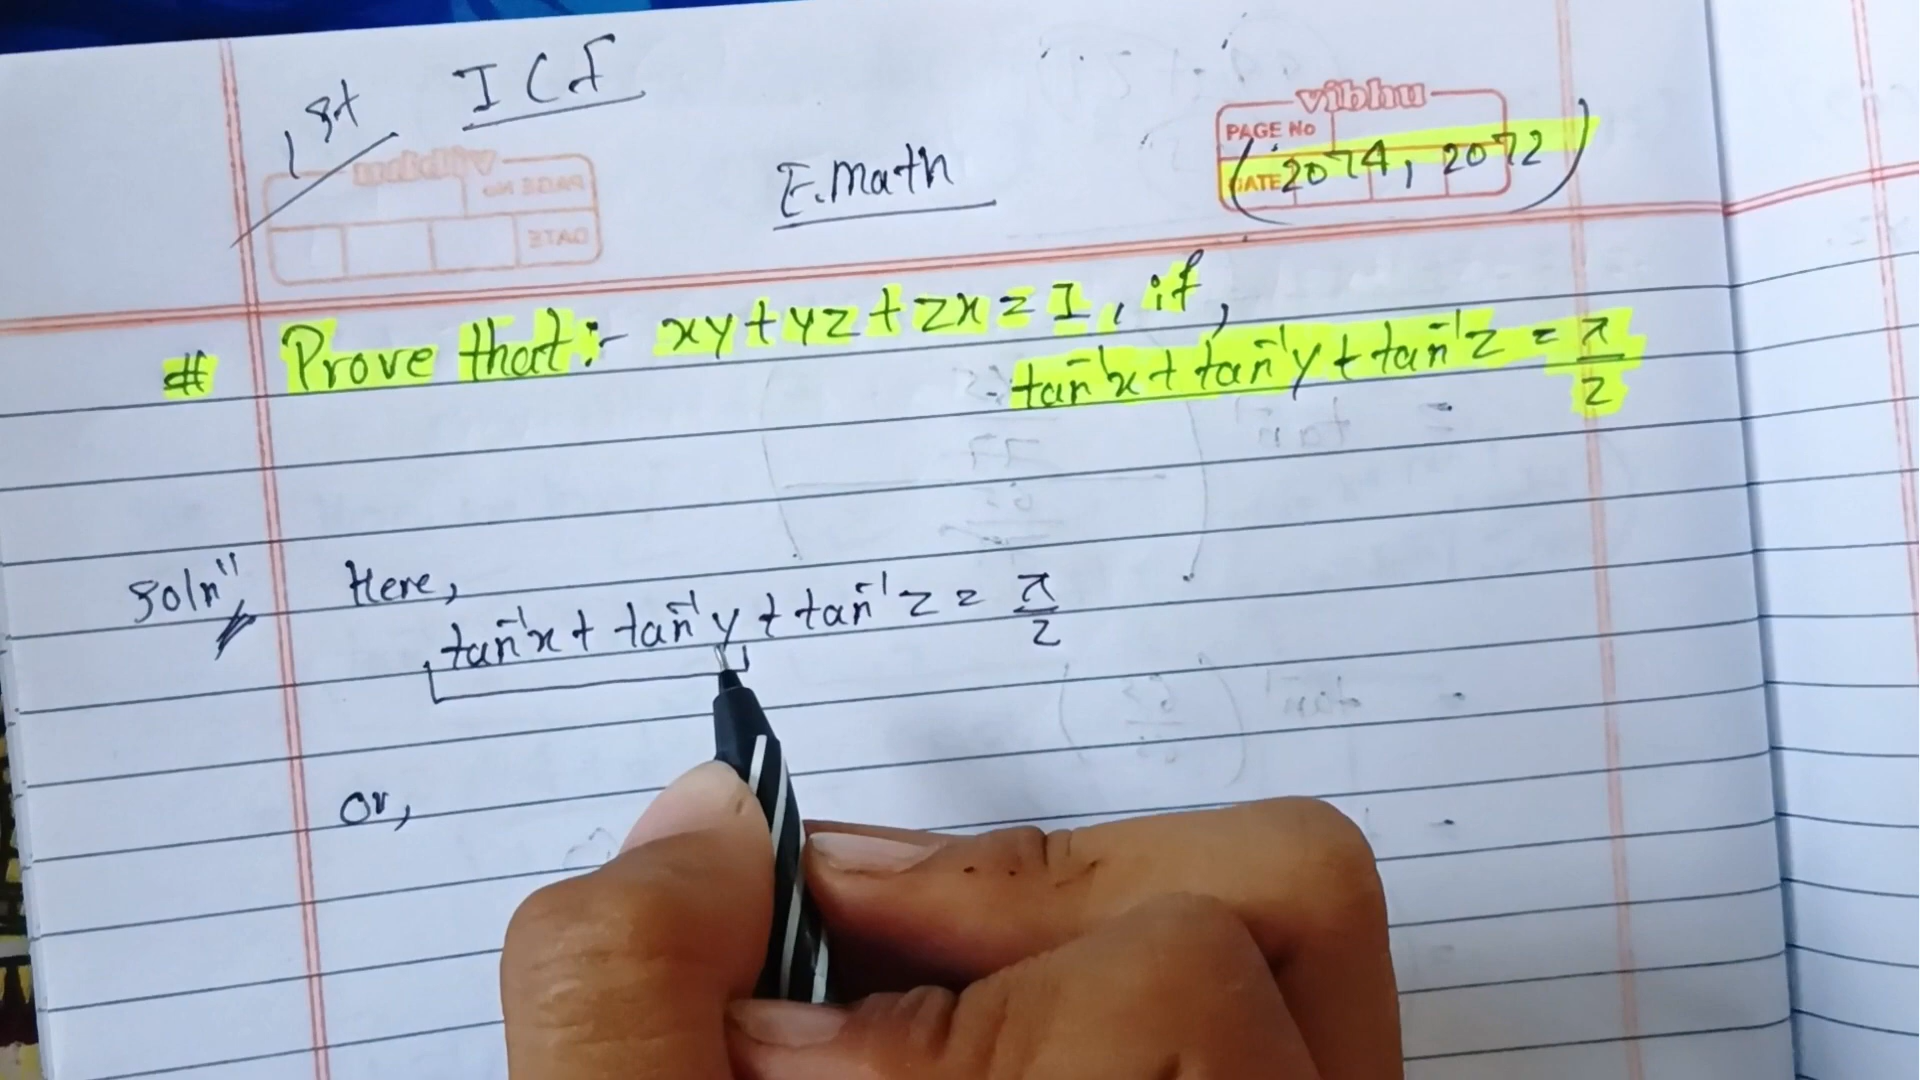 1st ICF
vibhu
PAGE No
E.Math
DATE (2074, 2072)
# Prove that:- xy+yz+zx=1, if,
tan⁻¹x + tan⁻¹y + tan⁻¹z = π/2
Soln" Here,
tan⁻¹x + tan⁻¹y + tan⁻¹z = π/2
or,